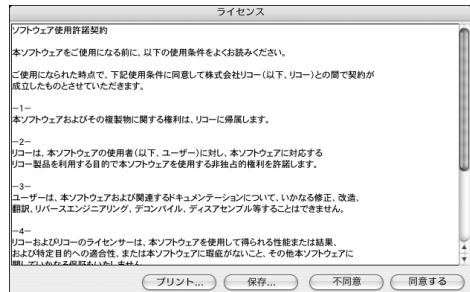 ライセンス
ソフトウェア使用許諾契約
本ソフトウェアをご使用になる前に、以下の使用条件をよくお読みください。
ご使用になられた時点で、下記使用条件に同意して株式会社リコー(以下、リコー)との間で契約が
成立したものとさせていただきます。
−1−
本ソフトウェアおよびその複製物に関する権利は、リコーに帰属します。
−2−
リコーは、本ソフトウェアの使用者(以下、ユーザー)に対し、本ソフトウェアに対応する
リコー製品を利用する目的で本ソフトウェアを使用する非独占的権利を許諾します。
−3−
ユーザーは、本ソフトウェアおよび関連するドキュメンテーションについて、いかなる修正、改造、
翻訳、リバースエンジニアリング、デコンパイル、ディスアセンブル等することはできません。
−4−
リコーおよびリコーのライセンサーは、本ソフトウェアを使用して得られる性能または結果、
および特定目的への適合性、または本ソフトウェアに瑕疵がないこと、その他本ソフトウェアに
関していかなる保証もいたしません。
プリント... 保存... 不同意 同意する